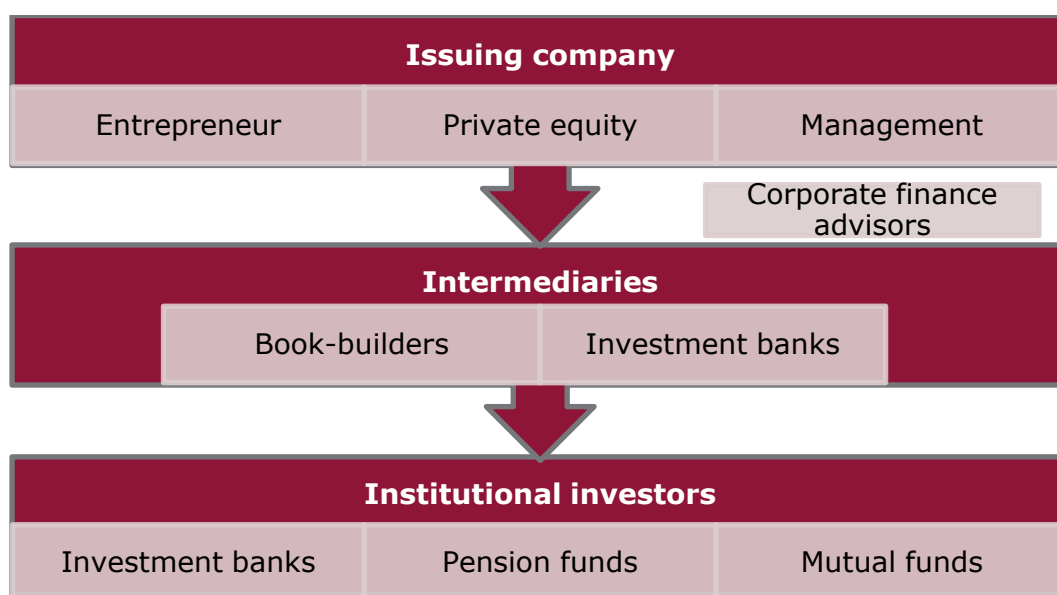 Issuing company
Entrepreneur
Private equity
Management
Corporate finance
advisors
Intermediaries
Book-builders
Investment banks
Institutional investors
Investment banks
Pension funds
Mutual funds